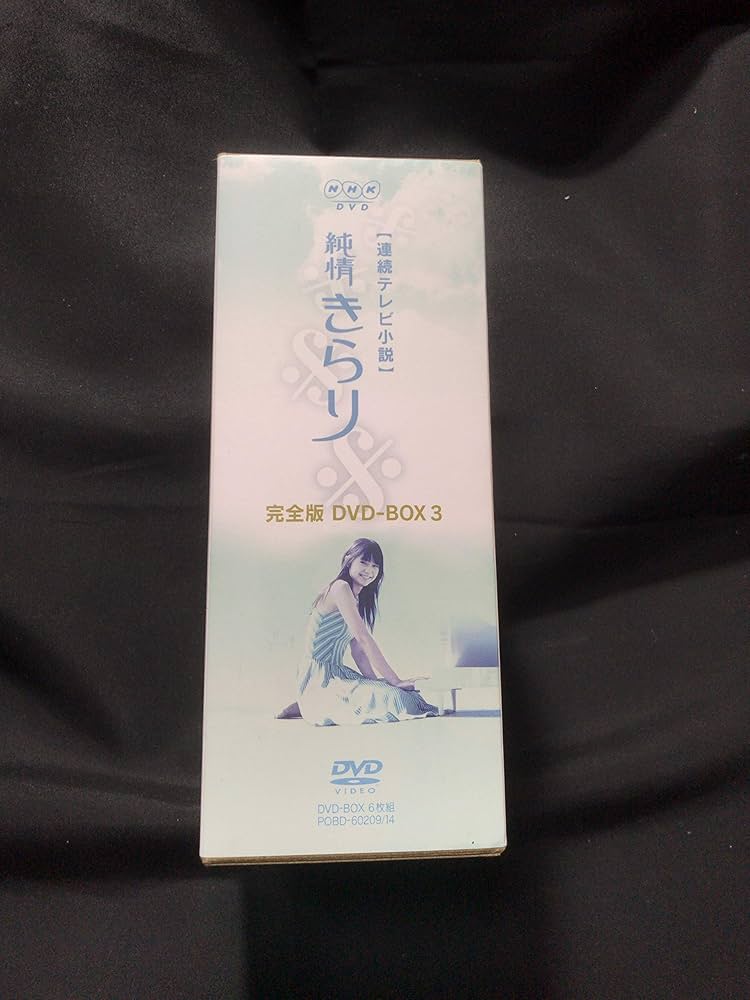 NHK
DVD
【連続テレビ小説】
純情きらり
完全版 DVD-BOX 3
DVD
VIDEO
DVD-BOX 6枚組
POBD-60209/14